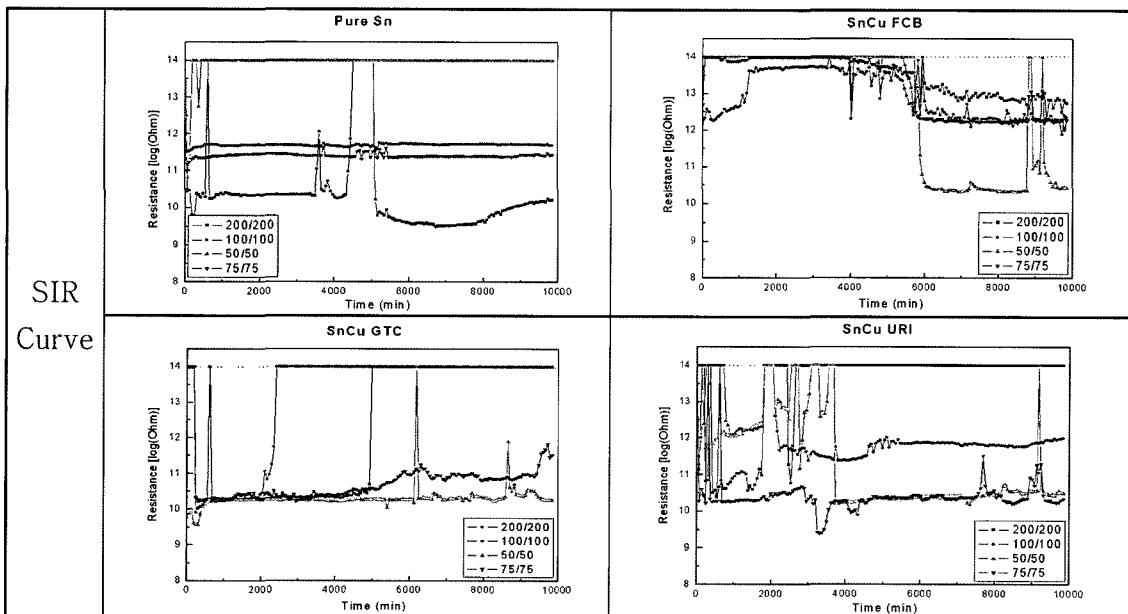 SIR
Curve
Pure Sn
Resistance [log(Ohm)]
14
13
12
11
10
9
8
200/200
100/100
50/50
75/75
0 2000 4000 6000 8000 10000
Time (min)
SnCu FCB
Resistance [log(Ohm)]
14
13
12
11
10
9
8
200/200
100/100
50/50
75/75
0 2000 4000 6000 8000 10000
Time (min)
SnCu GTC
Resistance [log(Ohm)]
14
13
12
11
10
9
8
200/200
100/100
50/50
75/75
0 2000 4000 6000 8000 10000
Time (min)
SnCu URI
Resistance [log(Ohm)]
14
13
12
11
10
9
8
200/200
100/100
50/50
75/75
0 2000 4000 6000 8000 10000
Time (min)